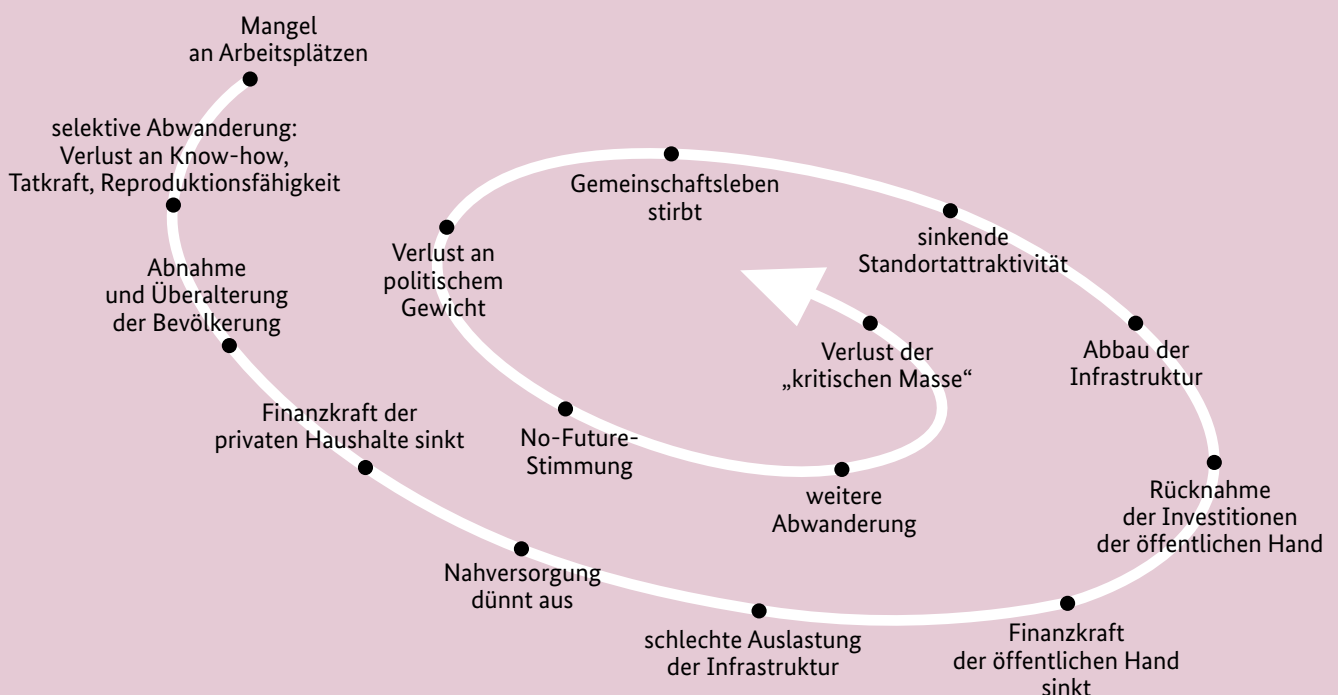 Mangel
an Arbeitsplätzen
selektive Abwanderung:
Verlust an Know-how,
Tatkraft, Reproduktionsfähigkeit
Abnahme
und Überalterung
der Bevölkerung
Finanzkraft der
privaten Haushalte sinkt
Nahversorgung
dünnt aus
schlechte Auslastung
der Infrastruktur
Finanzkraft
der öffentlichen Hand
sinkt
Rücknahme
der Investitionen
der öffentlichen Hand
Abbau der
Infrastruktur
sinkende
Standortattraktivität
Gemeinschaftsleben
stirbt
Verlust an
politischem
Gewicht
No-Future-
Stimmung
weitere
Abwanderung
Verlust der
„kritischen Masse“